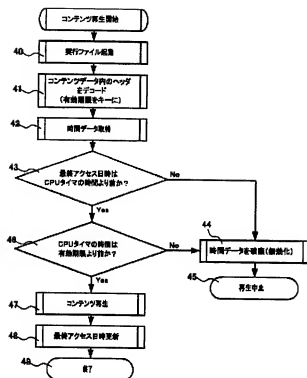 コンテンツ再生開始
40
実行ファイル起動
41
コンテンツデータ内のヘッダ
をデコード
(有効期限をキーに)
42
時間データ取得
43
最終アクセス日時は
CPUタイマの時間より前か?
No
Yes
46
CPUタイマの時間は
有効期限より前か?
No
44
時間データを破棄(無効化)
Yes
45
再生中止
47
コンテンツ再生
48
最終アクセス日時更新
49
終了